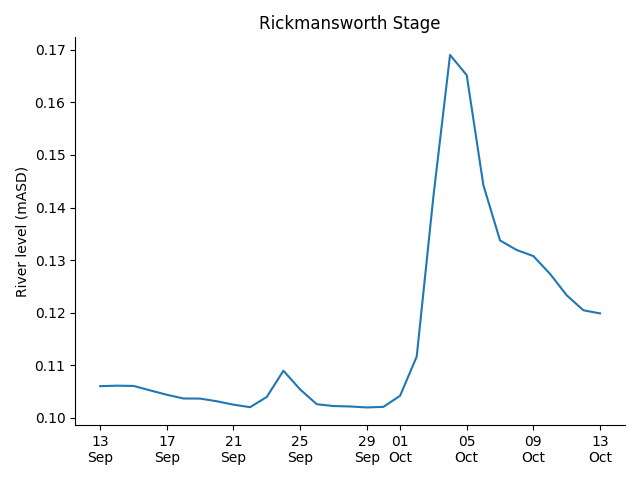 Rickmansworth Stage
River level (mASD)
0.17
0.16
0.15
0.14
0.13
0.12
0.11
0.10
13 17 21 25 29 01 05 09 13
Sep Sep Sep Sep Sep Oct Oct Oct Oct